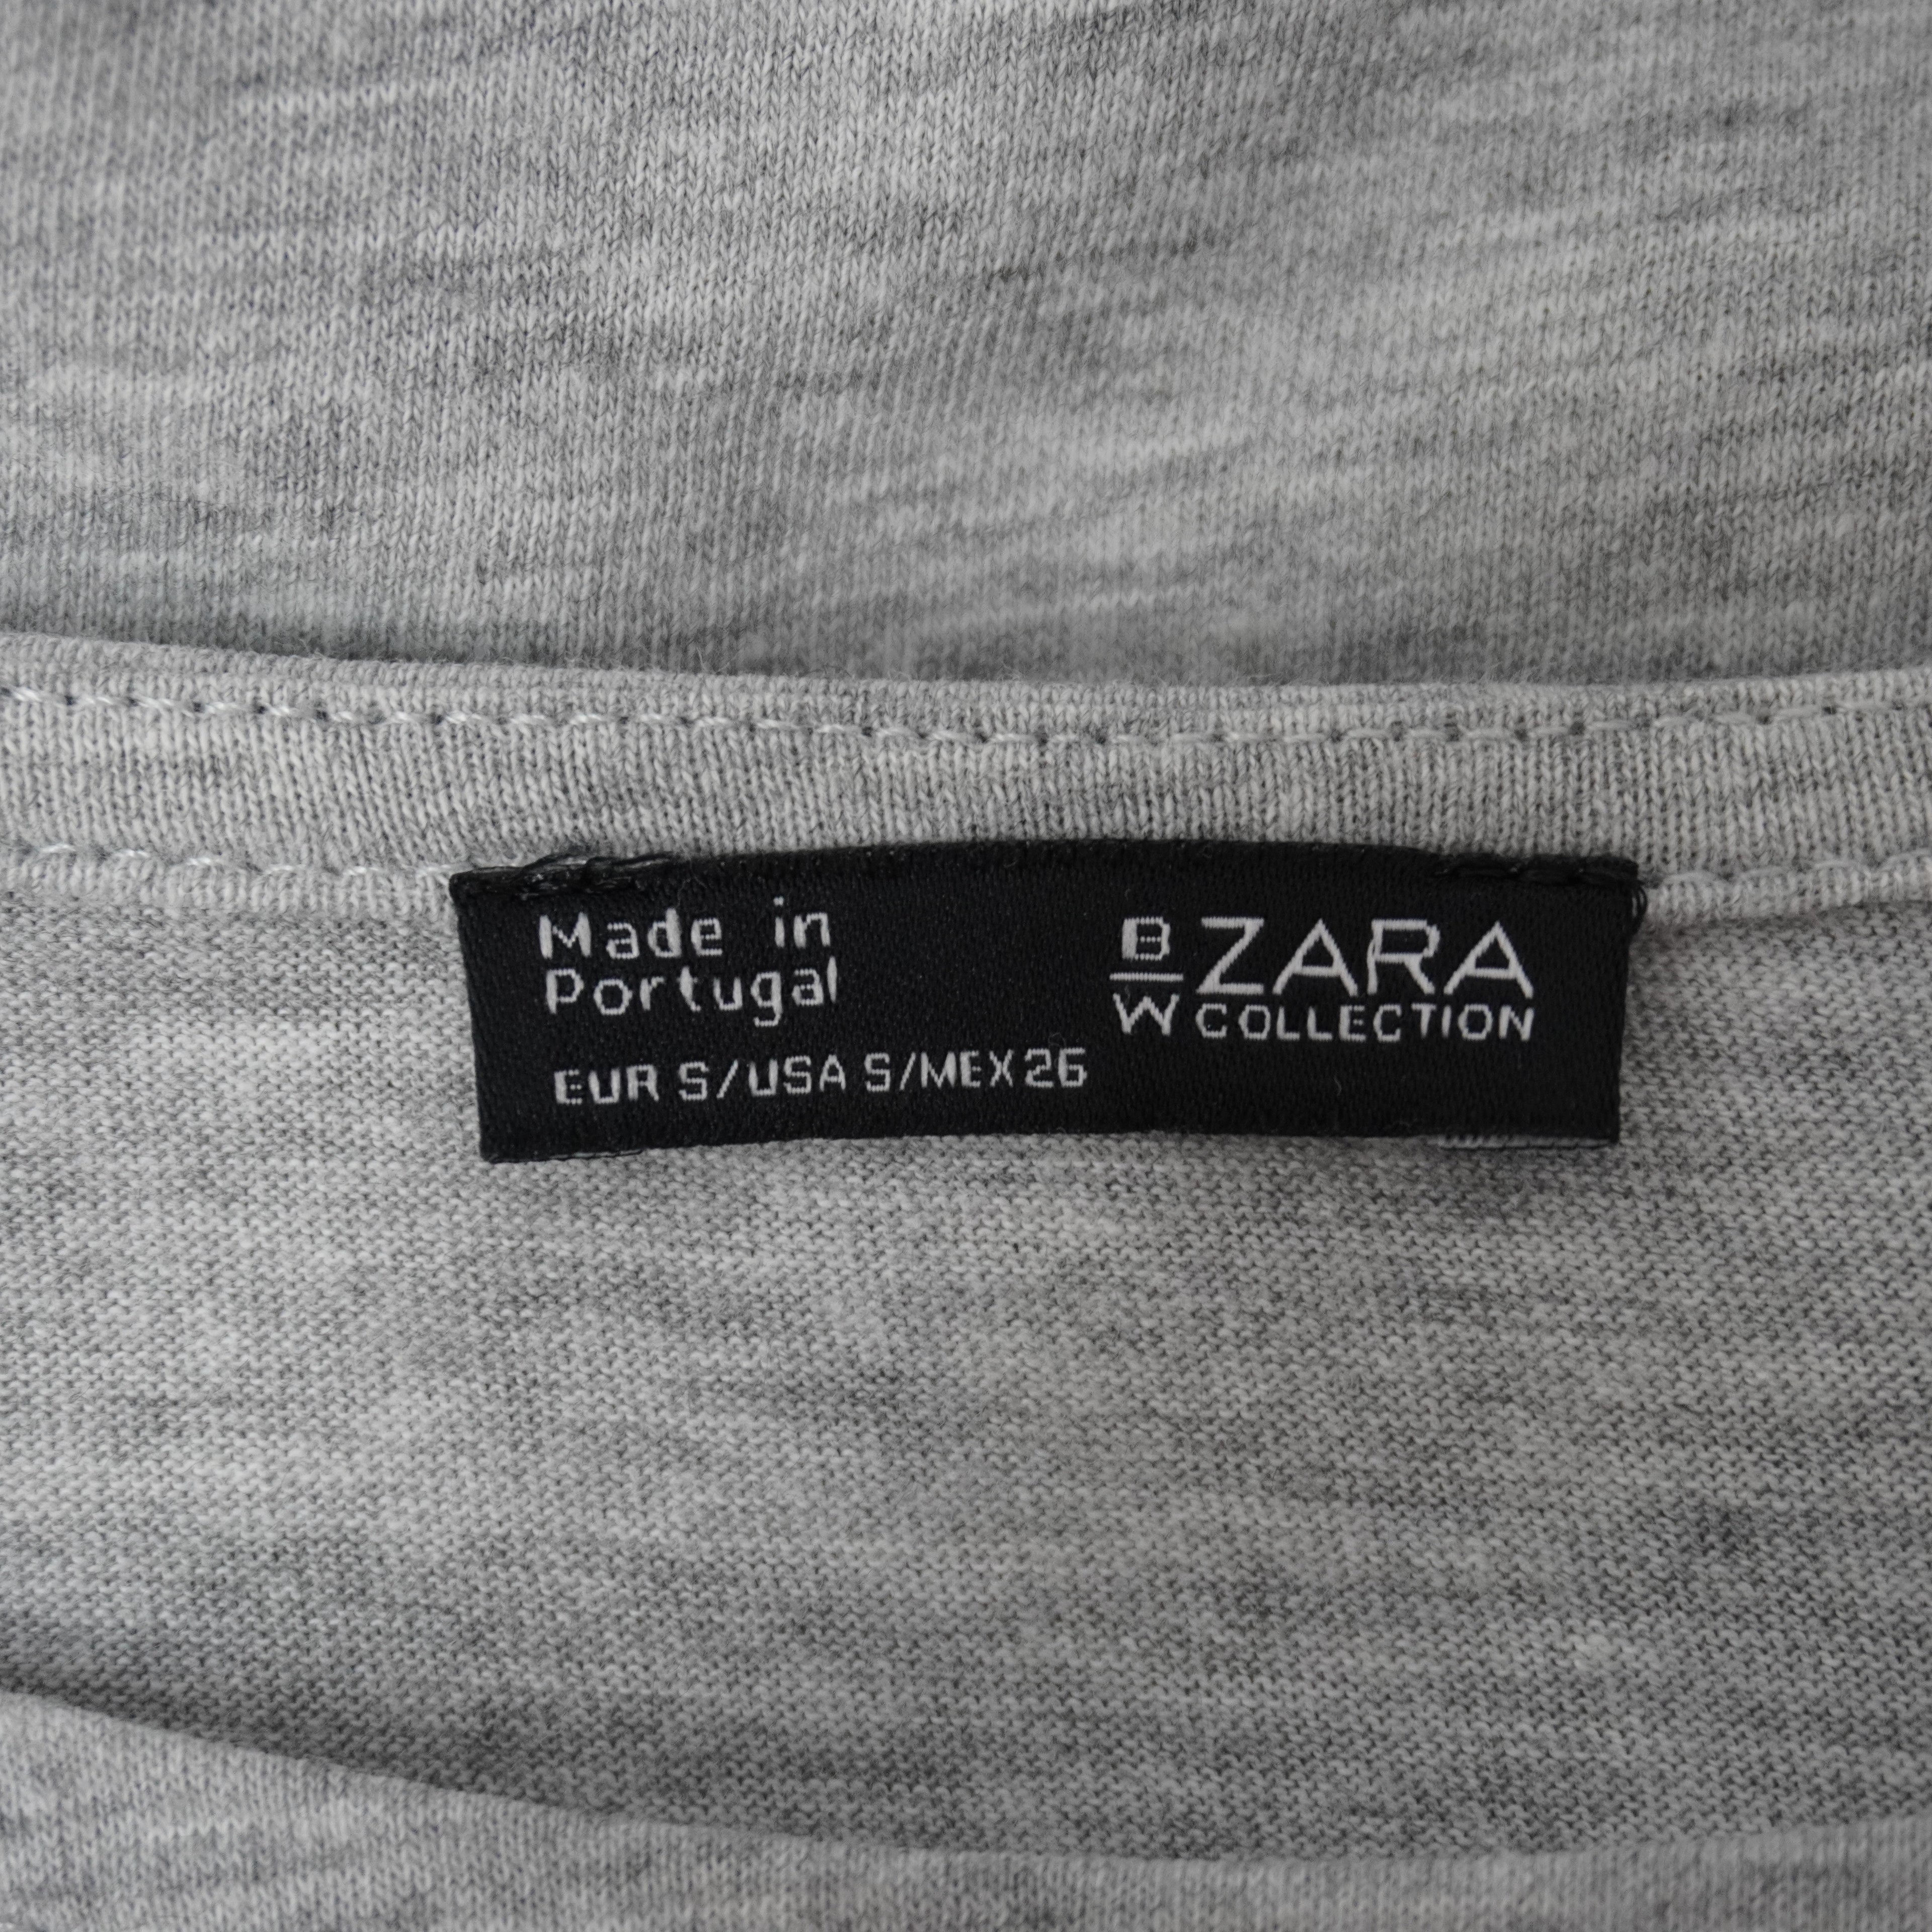 Made in
Portugal
EUR S/USA S/MEX 26
B
W
ZARA
COLLECTION